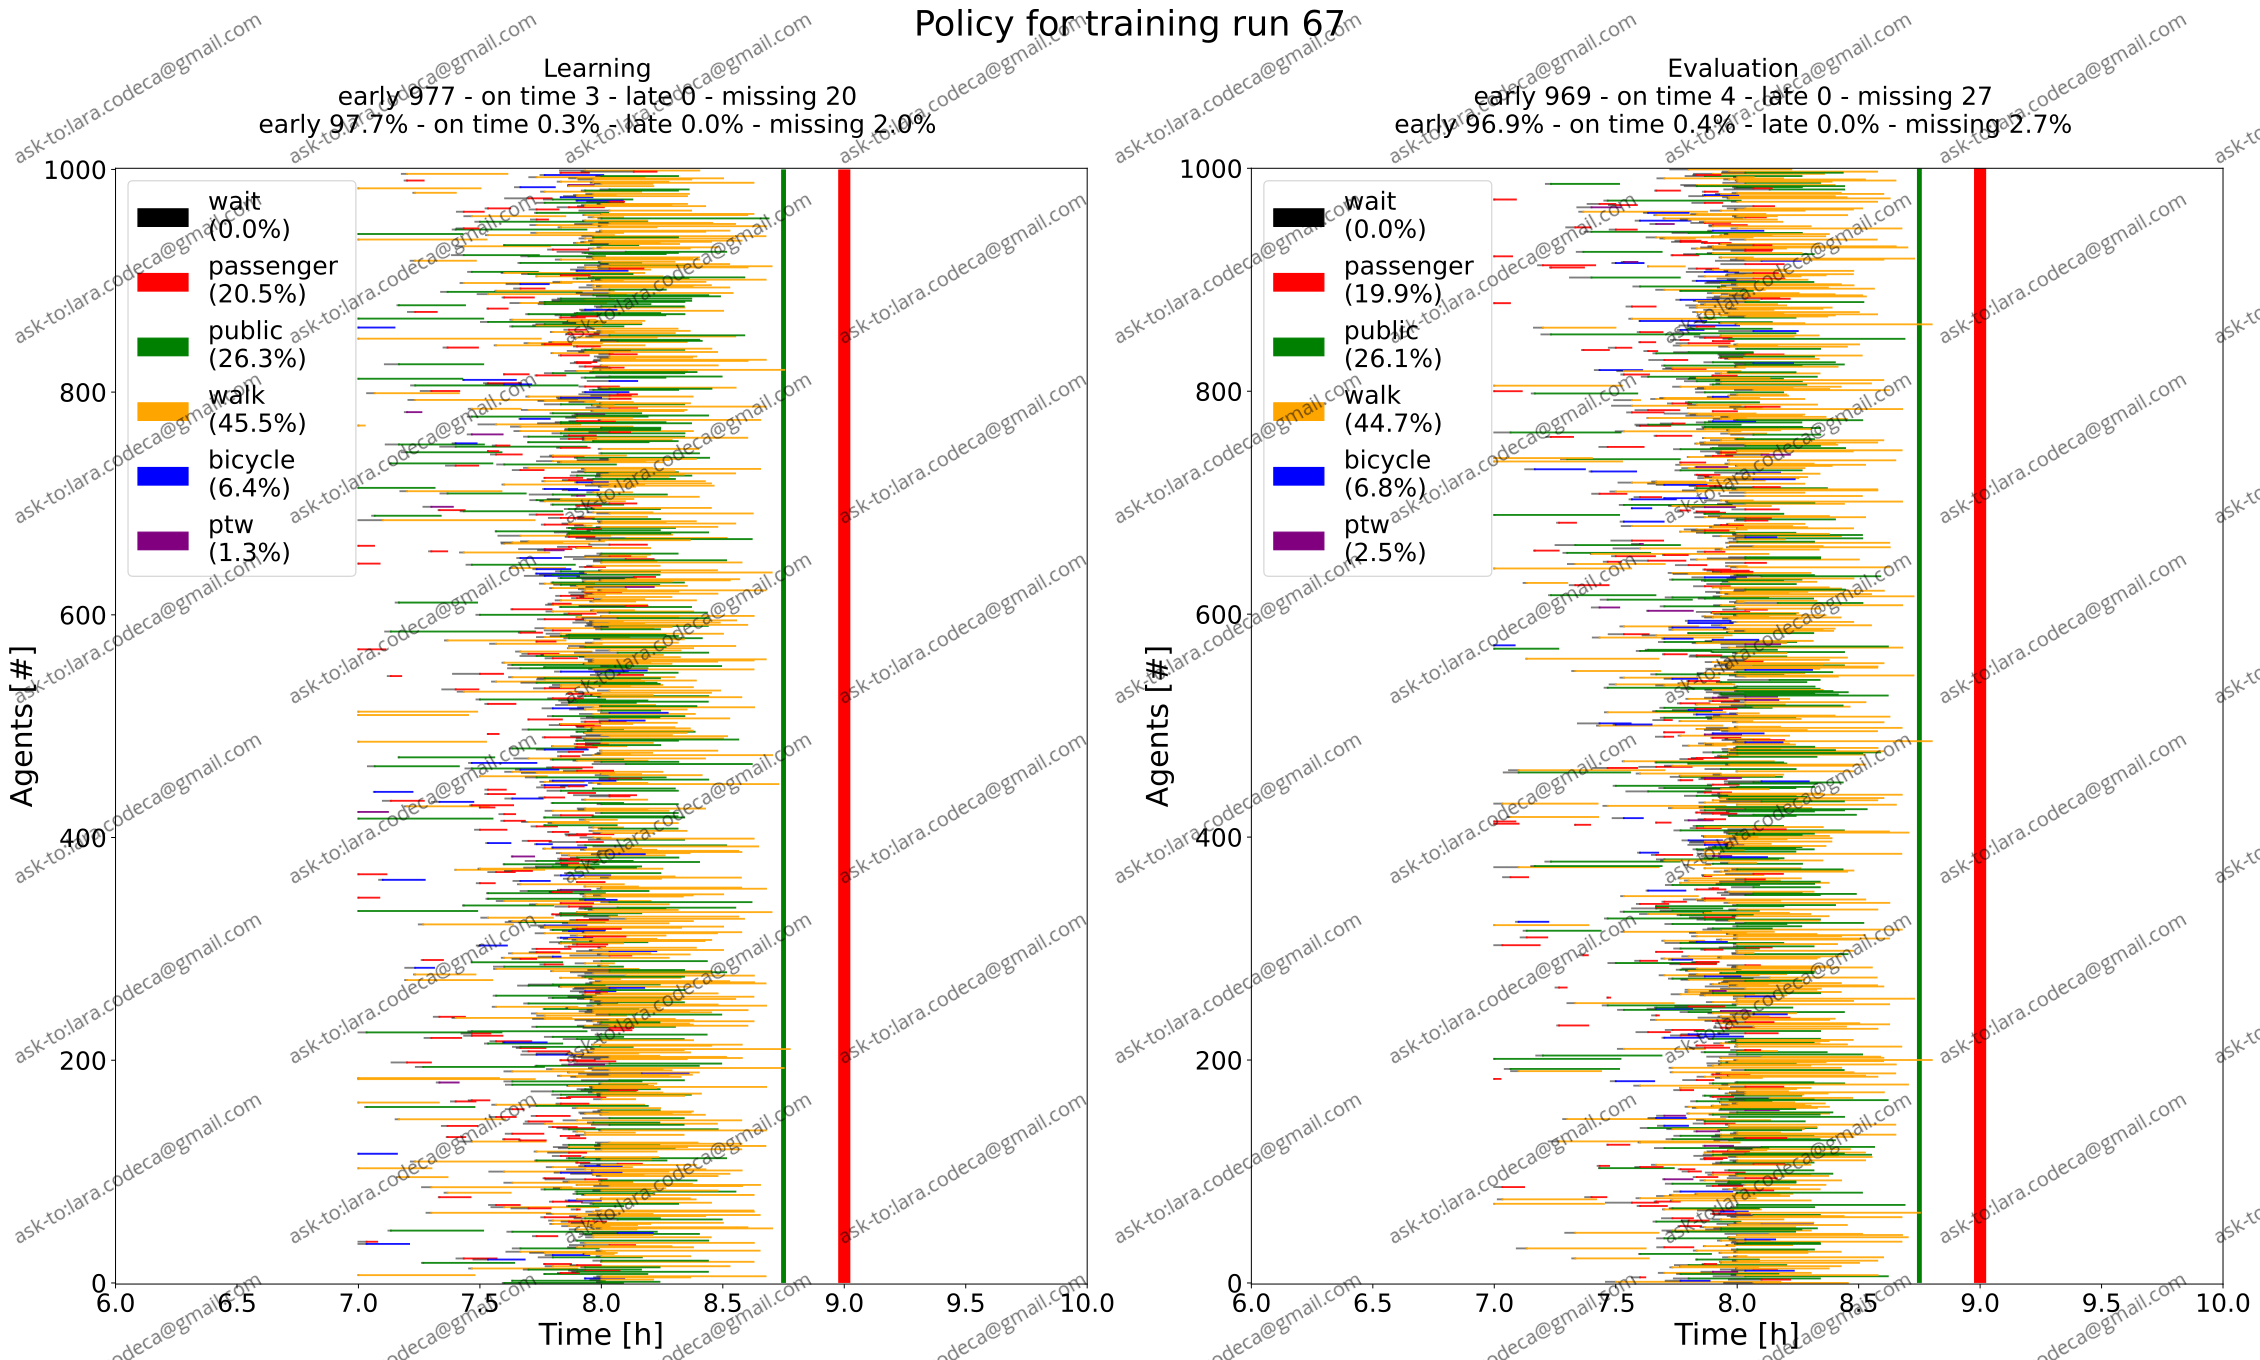 Policy for training run 67
Learning
early 977 - on time 3 - late 0 - missing 20
early 97.7% - on time 0.3% - late 0.0% - missing 2.0%
1000
800
600
400
200
0
Agents [#]
wait
(0.0%)
passenger
(20.5%)
public
(26.3%)
walk
(45.5%)
bicycle
(6.4%)
ptw
(1.3%)
6.0 6.5 7.0 7.5 8.0 8.5 9.0 9.5 10.0
Time [h]
Evaluation
early 969 - on time 4 - late 0 - missing 27
early 96.9% - on time 0.4% - late 0.0% - missing 2.7%
1000
800
600
400
200
0
Agents [#]
wait
(0.0%)
passenger
(19.9%)
public
(26.1%)
walk
(44.7%)
bicycle
(6.8%)
ptw
(2.5%)
6.0 6.5 7.0 7.5 8.0 8.5 9.0 9.5 10.0
Time [h]
ask-to:lara.codeca@gmail.com